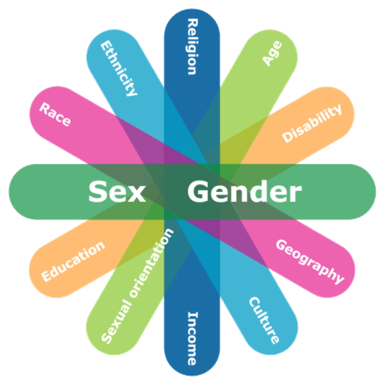 Religion
Ethnicity
Age
Race
Disability
Sex Gender
Education
Geography
Sexual orientation
Culture
Income